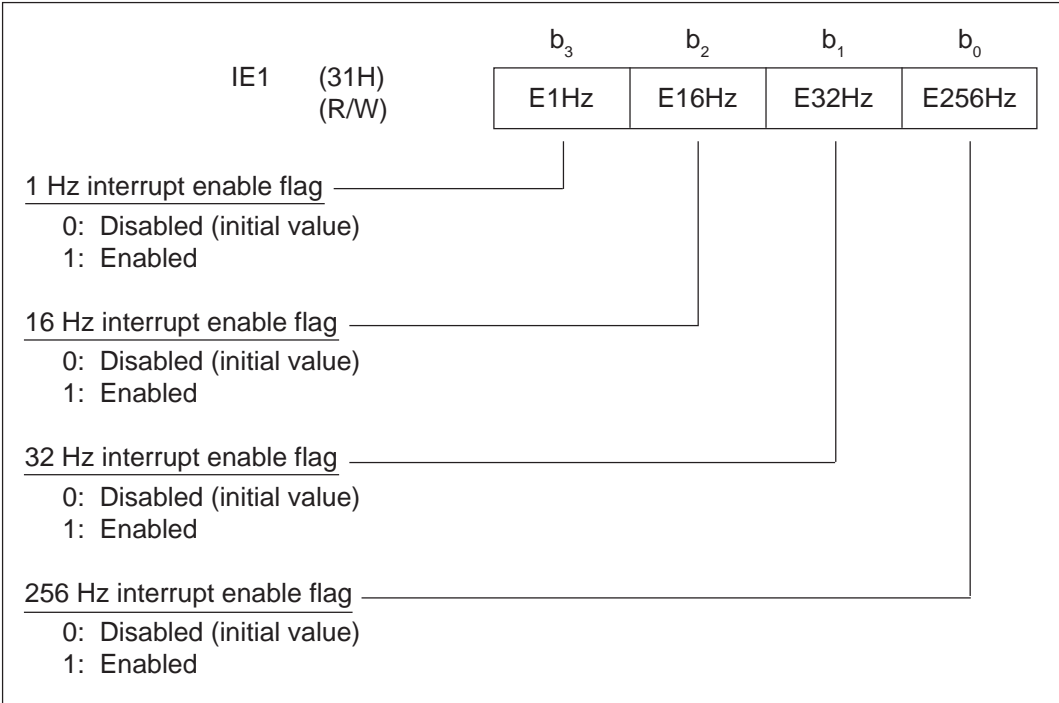 b3 b2 b1 b0
IE1 (31H) E1Hz E16Hz E32Hz E256Hz
(R/W)
1 Hz interrupt enable flag
0: Disabled (initial value)
1: Enabled
16 Hz interrupt enable flag
0: Disabled (initial value)
1: Enabled
32 Hz interrupt enable flag
0: Disabled (initial value)
1: Enabled
256 Hz interrupt enable flag
0: Disabled (initial value)
1: Enabled